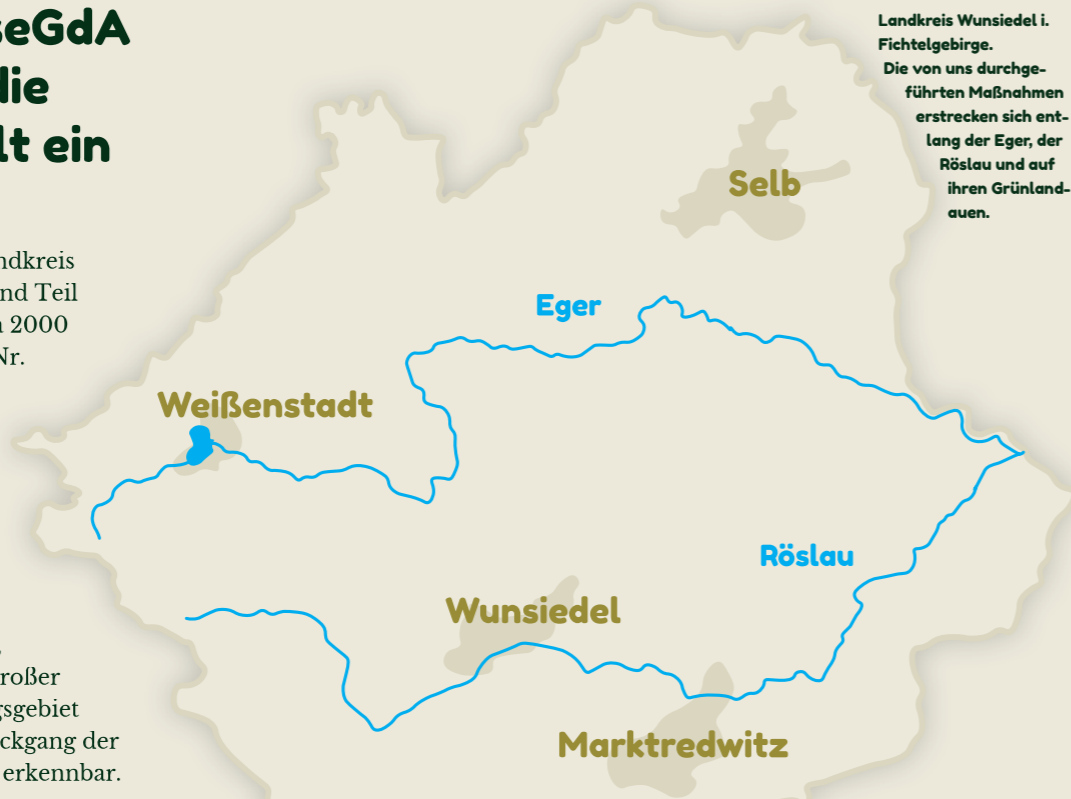 seGdA
die
lt ein
ndkreis
nd Teil
2000
Nr.
roßer
gsgebiet
ckgang der
erkennbar.
Landkreis Wunsiedel i.
Fichtelgebirge.
Die von uns durchge-
führten Maßnahmen
erstrecken sich ent-
lang der Eger, der
Röslau und auf
ihren Grünland-
auen.
Selb
Eger
Weißenstadt
Röslau
Wunsiedel
Marktredwitz